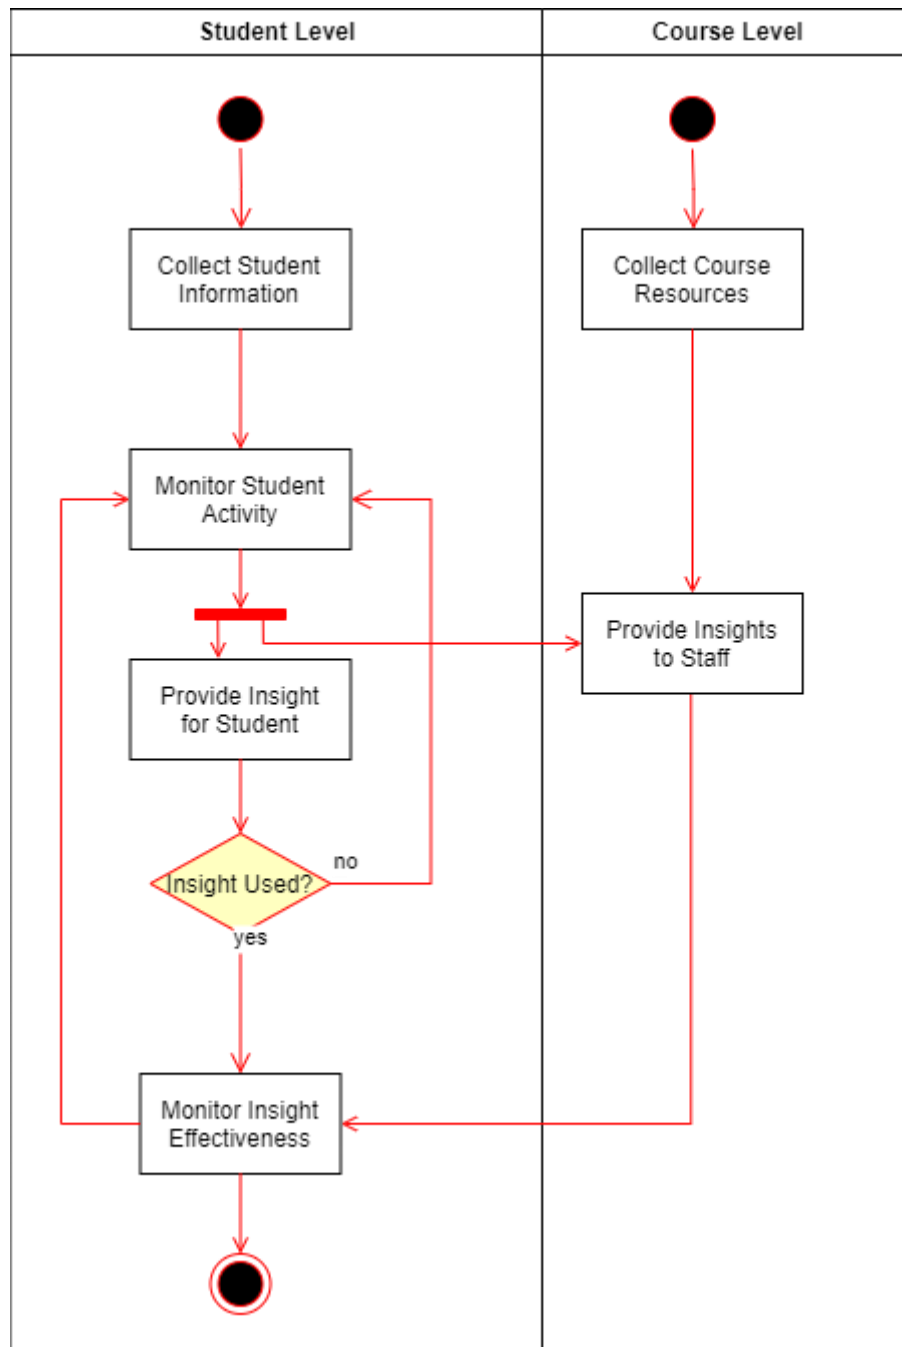 Student Level
Course Level
Collect Student
Information
Collect Course
Resources
Monitor Student
Activity
Provide Insights
to Staff
Provide Insight
for Student
Insight Used?
no
yes
Monitor Insight
Effectiveness